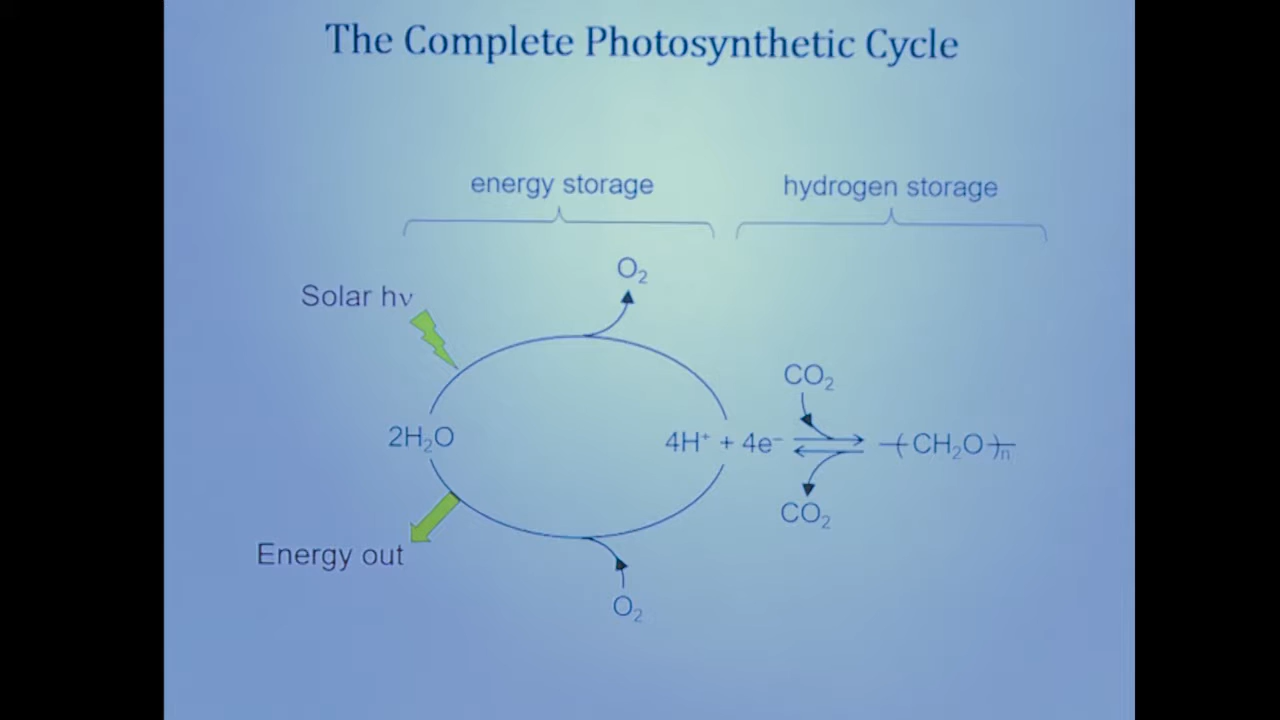 The Complete Photosynthetic Cycle
energy storage
hydrogen storage
O₂
Solar hν
CO₂
2H₂O
4H⁺ + 4e⁻
(CH₂O)ₙ
CO₂
Energy out
O₂